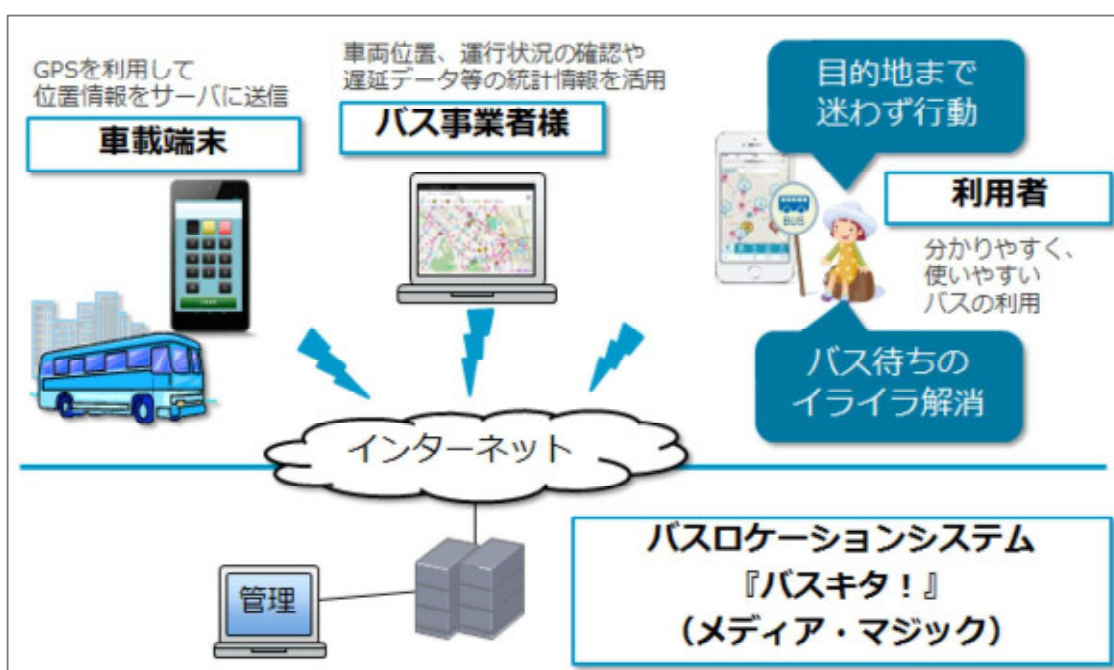 GPSを利用して
位置情報をサーバに送信
車載端末
車両位置、運行状況の確認や
遅延データ等の統計情報を活用
バス事業者様
目的地まで
迷わず行動
BUS
利用者
分かりやすく、
使いやすい
バスの利用
バス待ちの
イライラ解消
インターネット
管理
バスロケーションシステム
『バスキタ！』
（メディア・マジック）